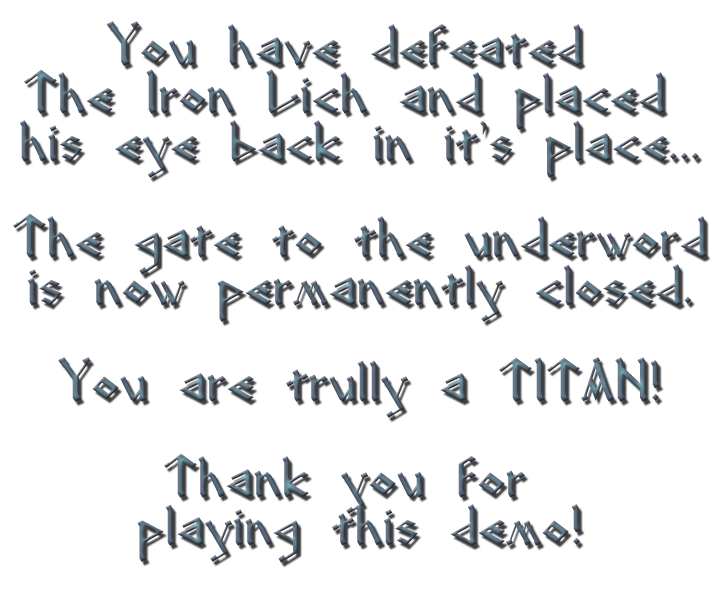 You have defeated
The Iron Lich and placed
his eye back in it's place...
The gate to the underword
is now permanently closed.
You are trully a TITAN!
Thank you for
playing this demo!